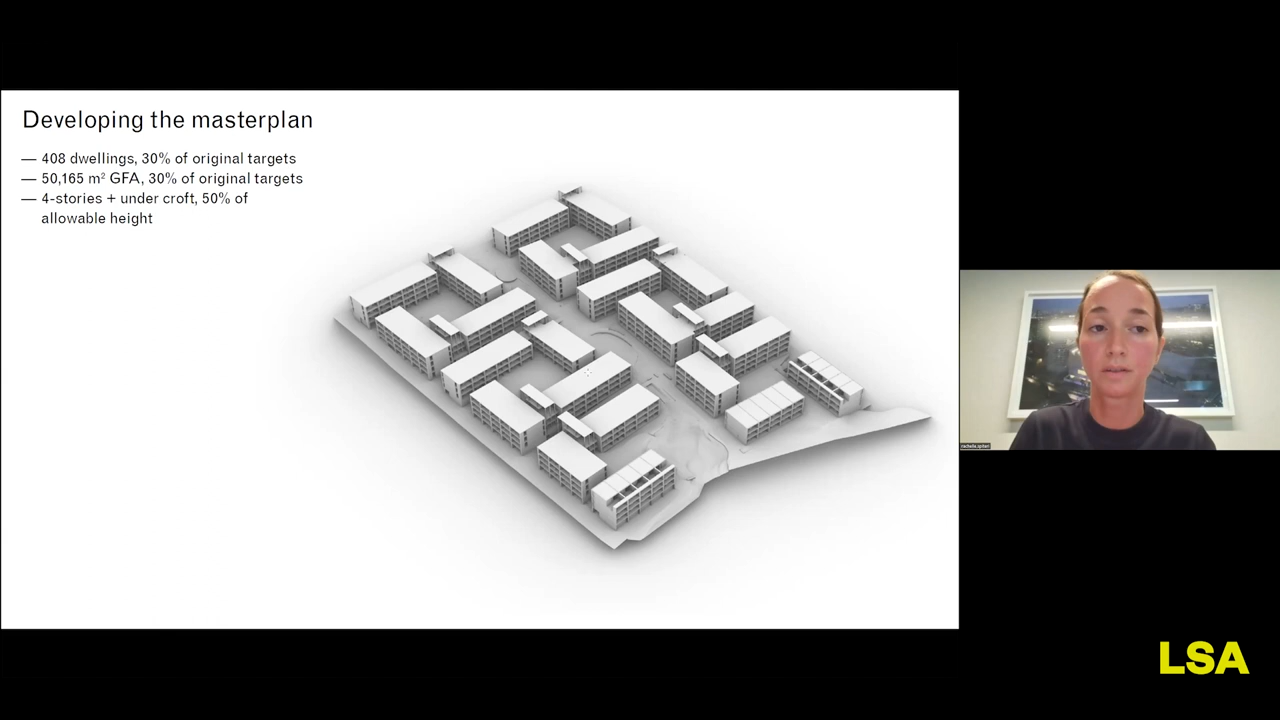 Developing the masterplan
— 408 dwellings, 30% of original targets
— 50,165 m² GFA, 30% of original targets
— 4-stories + under croft, 50% of
allowable height
LSA